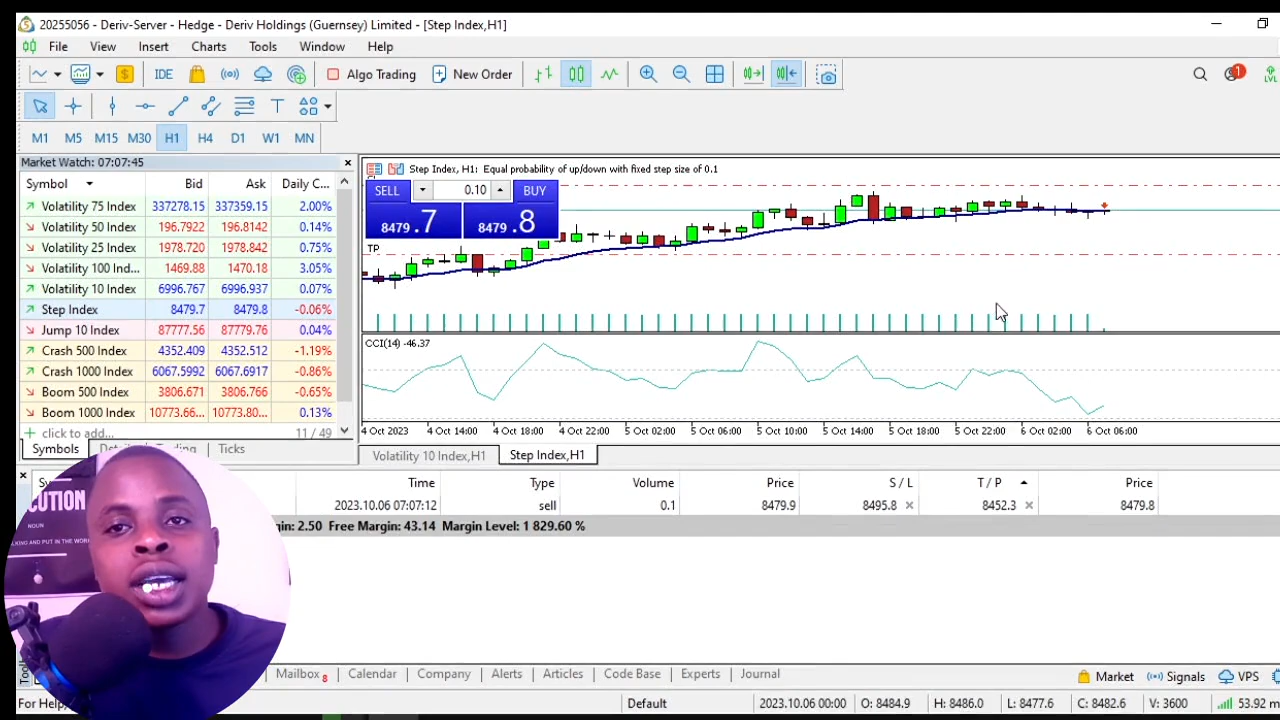 20255056 - Deriv-Server - Hedge - Deriv Holdings (Guernsey) Limited - [Step Index,H1]
File View Insert Charts Tools Window Help
IDE Algo Trading New Order 1
M1 M5 M15 M30 H1 H4 D1 W1 MN
Market Watch: 07:07:45
Symbol Bid Ask Daily C...
Volatility 75 Index 337278.15 337359.15 2.00%
Volatility 50 Index 196.7922 196.8142 0.14%
Volatility 25 Index 1978.720 1978.842 0.75%
Volatility 100 Ind... 1469.88 1470.18 3.05%
Volatility 10 Index 6996.767 6996.937 0.07%
Step Index 8479.7 8479.8 -0.06%
Jump 10 Index 87777.56 87779.76 0.04%
Crash 500 Index 4352.409 4352.512 -1.19%
Crash 1000 Index 6067.5992 6067.6917 -0.86%
Boom 500 Index 3806.671 3806.766 -0.65%
Boom 1000 Index 10773.66... 10773.80... 0.13%
click to add... 11 / 49
Symbols Ticks
Step Index, H1: Equal probability of up/down with fixed step size of 0.1
SELL 0.10 BUY
8479.7 8479.8
TP
CCI(14) -46.37
4 Oct 2023 4 Oct 14:00 4 Oct 18:00 4 Oct 22:00 5 Oct 02:00 5 Oct 06:00 5 Oct 10:00 5 Oct 14:00 5 Oct 18:00 5 Oct 22:00 6 Oct 02:00 6 Oct 06:00
Volatility 10 Index,H1 Step Index,H1
Time Type Volume Price S / L T / P Price
2023.10.06 07:07:12 sell 0.1 8479.9 8495.8 8452.3 8479.8
2.50 Free Margin: 43.14 Margin Level: 1 829.60 %
NOUN
Mailbox 8 Calendar Company Alerts Articles Code Base Experts Journal
Market Signals VPS
Default 2023.10.06 00:00 O: 8484.9 H: 8486.0 L: 8477.6 C: 8482.6 V: 3600 53.92